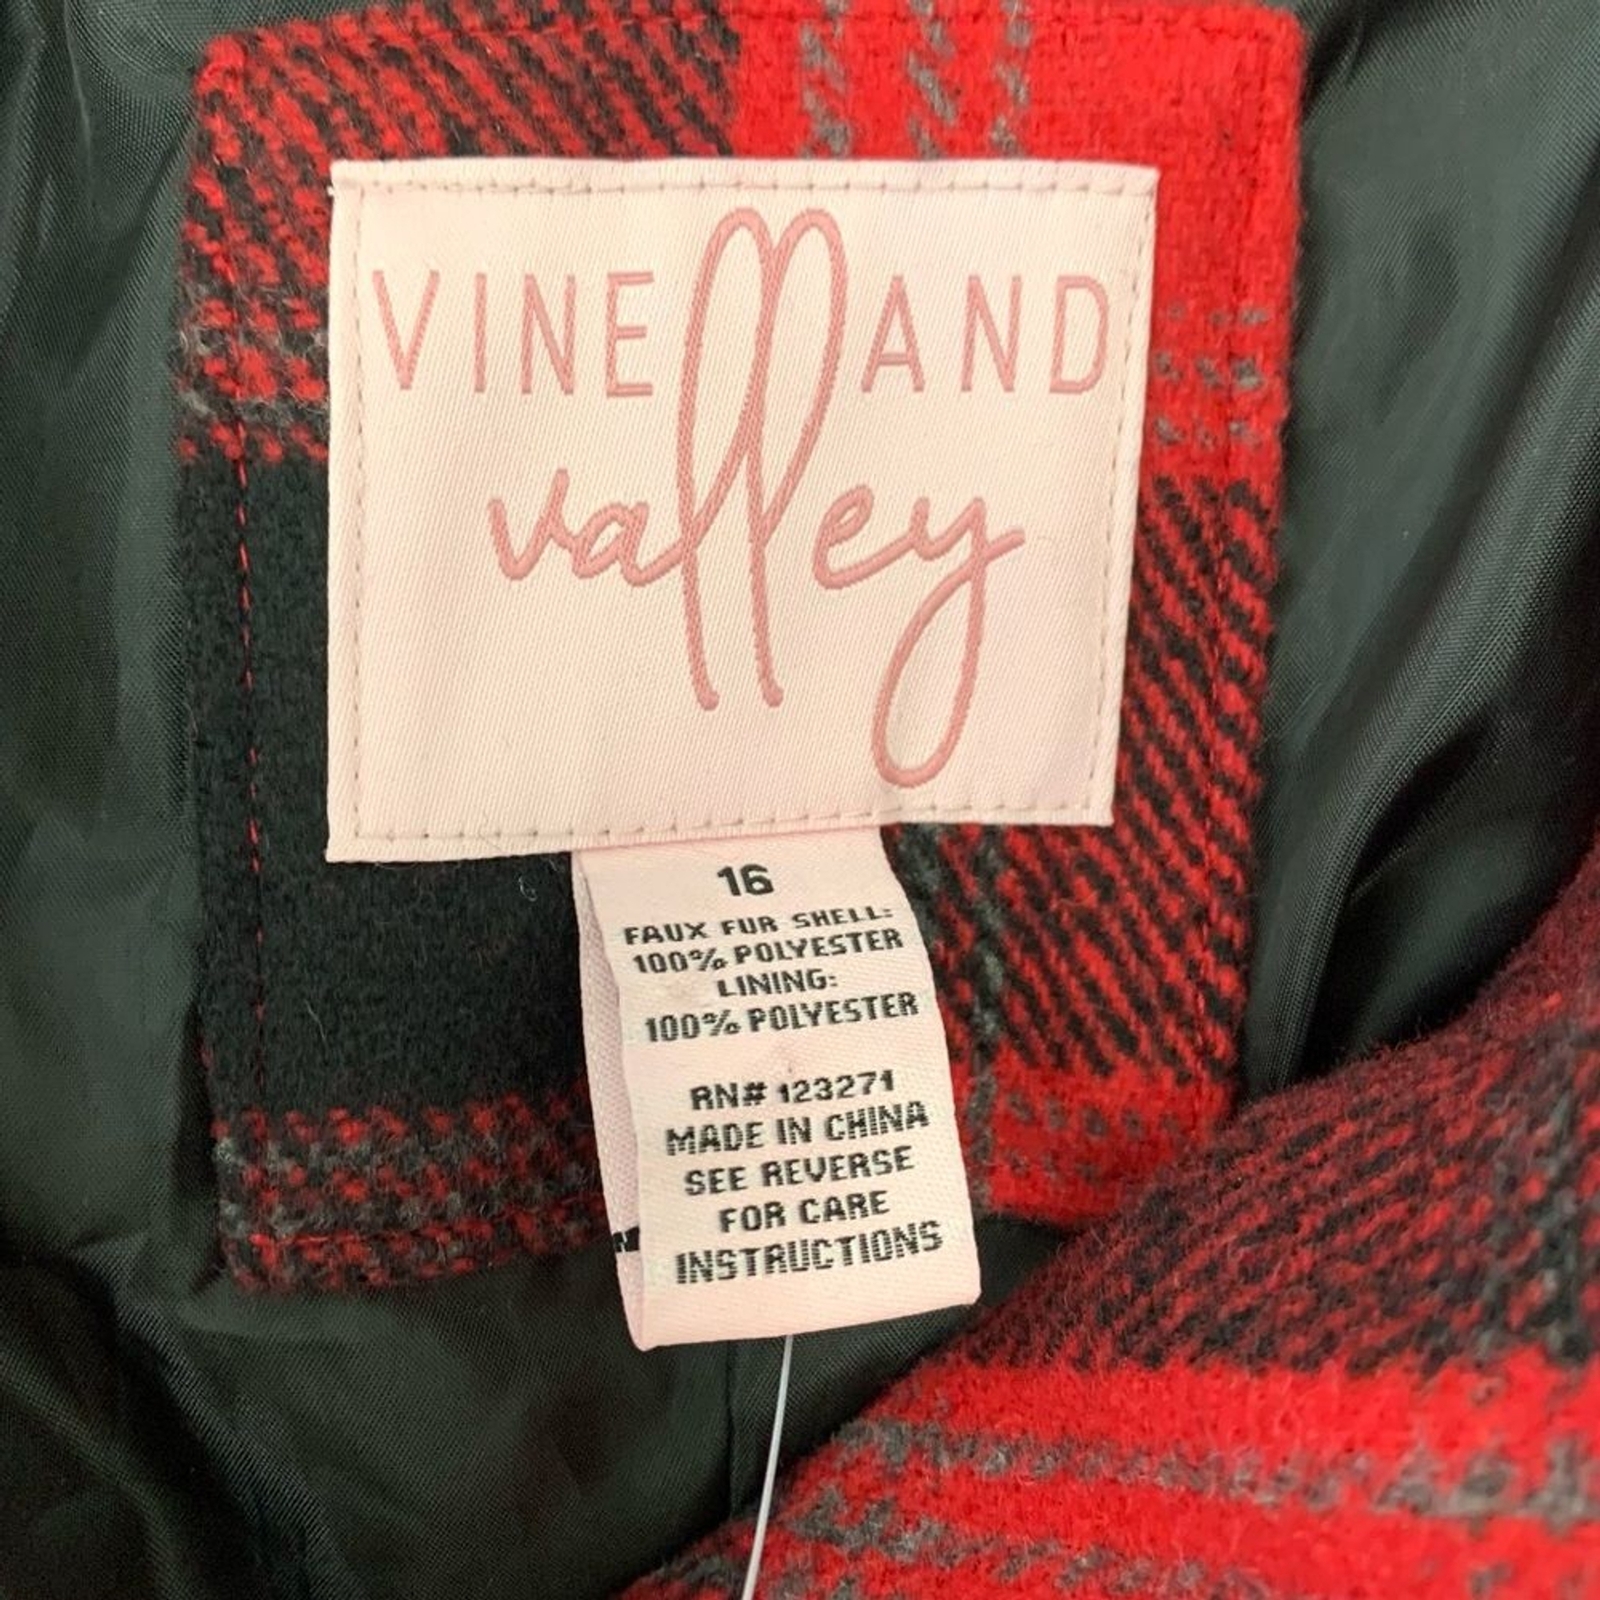 VINE AND
valley
16
FAUX FUR SHELL:
100% POLYESTER
LINING:
100% POLYESTER
RN# 123271
MADE IN CHINA
SEE REVERSE
FOR CARE
INSTRUCTIONS